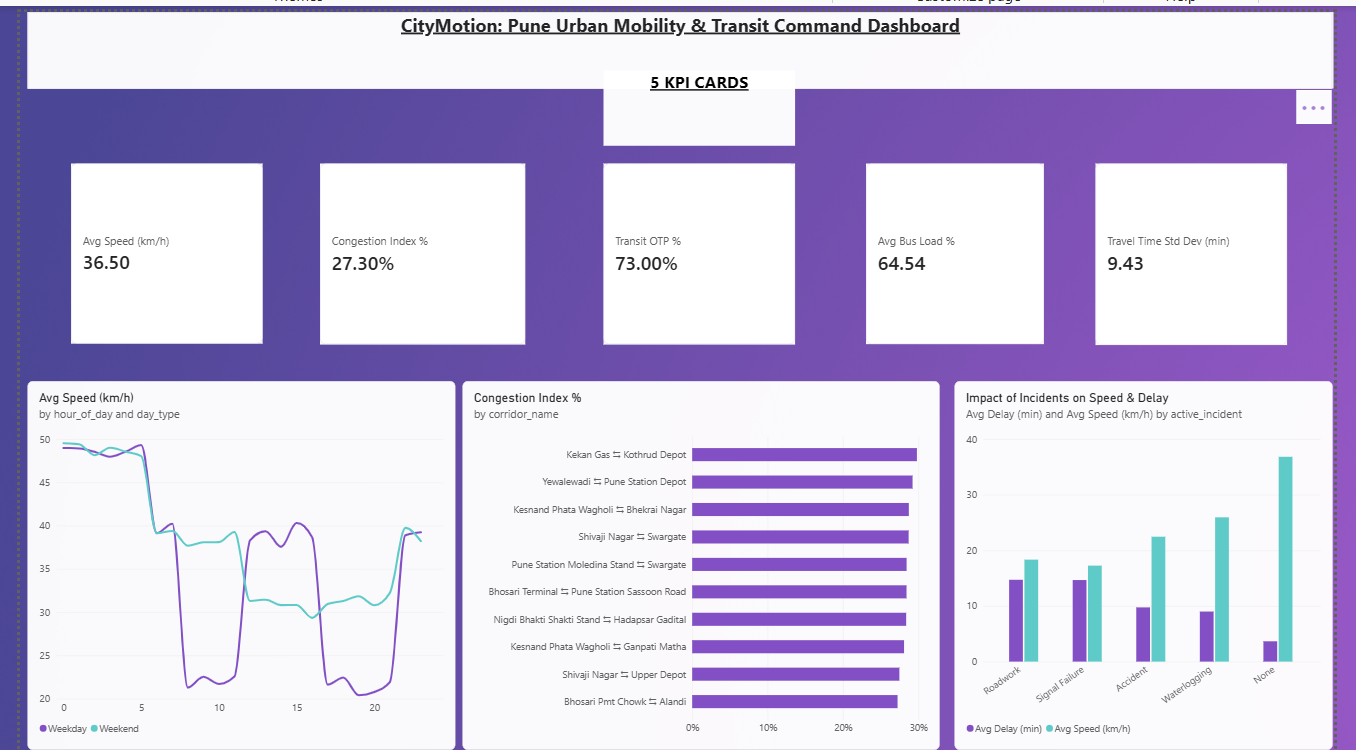 CityMotion: Pune Urban Mobility & Transit Command Dashboard
5 KPI CARDS
Avg Speed (km/h)
36.50
Congestion Index %
27.30%
Transit OTP %
73.00%
Avg Bus Load %
64.54
Travel Time Std Dev (min)
9.43
Avg Speed (km/h)
by hour_of_day and day_type
50
45
40
35
30
25
20
0 5 10 15 20
Weekday Weekend
Congestion Index %
by corridor_name
Kekan Gas ⇆ Kothrud Depot
Yewalewadi ⇆ Pune Station Depot
Kesnand Phata Wagholi ⇆ Bhekrai Nagar
Shivaji Nagar ⇆ Swargate
Pune Station Moledina Stand ⇆ Swargate
Bhosari Terminal ⇆ Pune Station Sassoon Road
Nigdi Bhakti Shakti Stand ⇆ Hadapsar Gadital
Kesnand Phata Wagholi ⇆ Ganpati Matha
Shivaji Nagar ⇆ Upper Depot
Bhosari Pmt Chowk ⇆ Alandi
0% 10% 20% 30%
Impact of Incidents on Speed & Delay
Avg Delay (min) and Avg Speed (km/h) by active_incident
40
30
20
10
0
Roadwork Signal Failure Accident Waterlogging None
Avg Delay (min) Avg Speed (km/h)